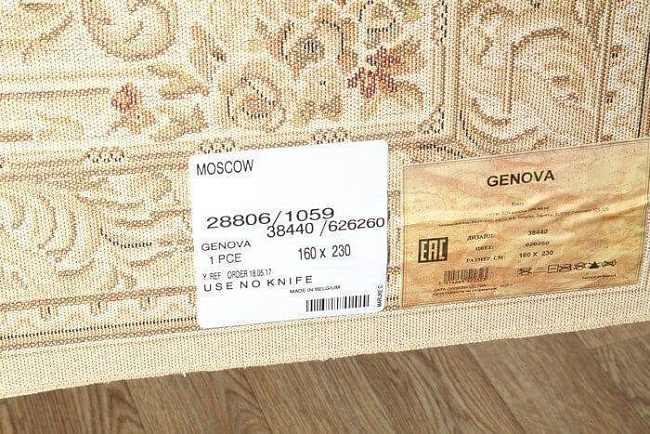 MOSCOW
28806/1059
38440 /626260
GENOVA
1 PCE
160 x 230
Y. REF ORDER 18.05.17
USE NO KNIFE
MADE IN BELGIUM
GENOVA
ДИЗАЙН: 38440
ЦВЕТ: 626260
РАЗМЕР СМ: 160 X 230
EAC